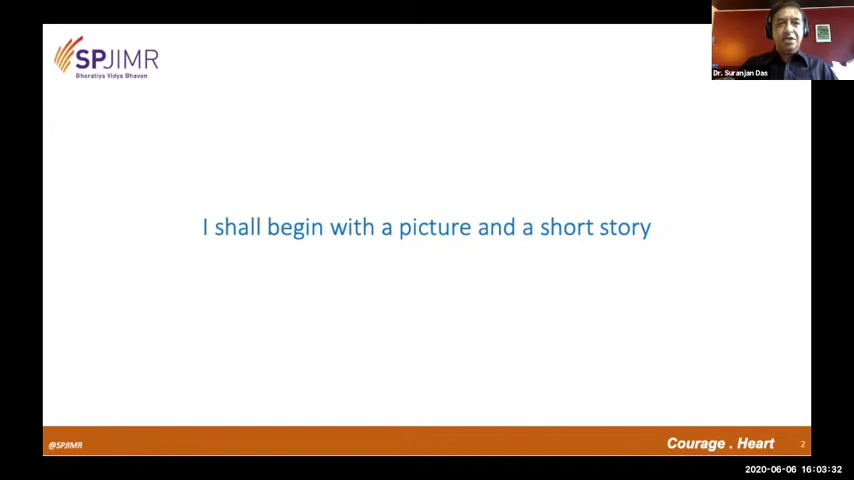 SPJIMR
Bharatiya Vidya Bhavan
Dr. Suranjan Das
I shall begin with a picture and a short story
@SPJIMR
Courage . Heart
2
2020-06-06 16:03:32